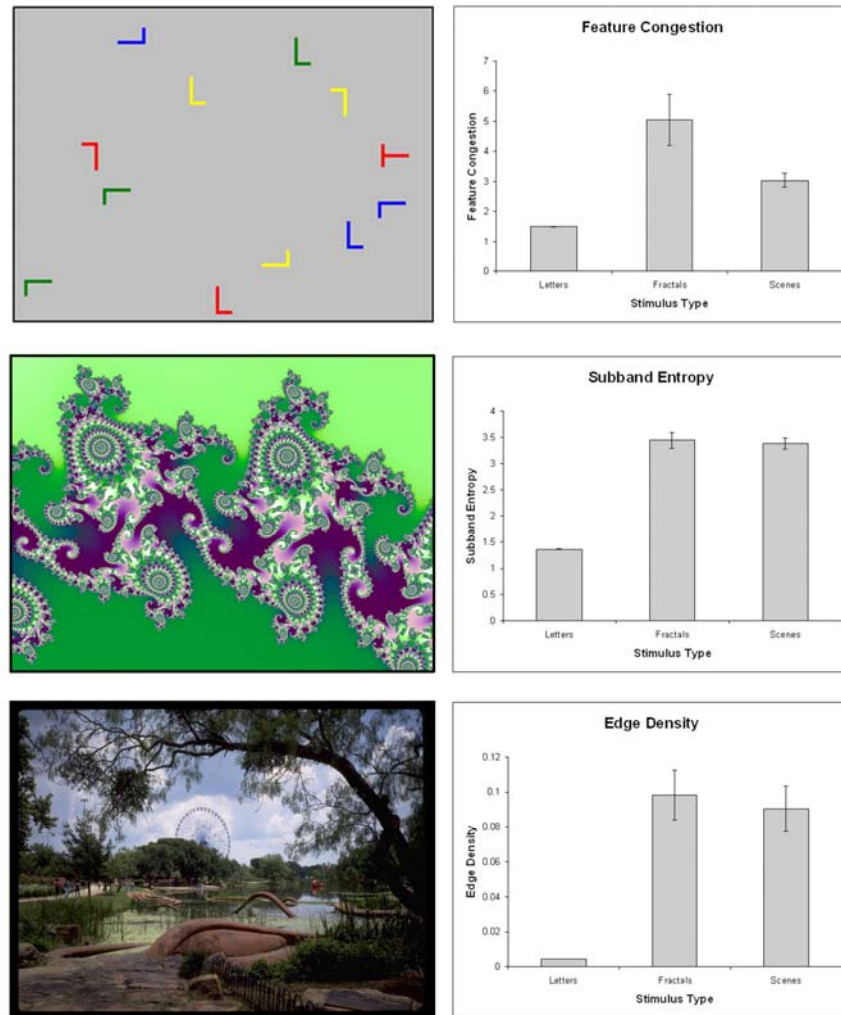 Feature Congestion
7
6
5
4
3
2
1
0
Feature Congestion
Letters Fractals Scenes
Stimulus Type
Subband Entropy
4
3.5
3
2.5
2
1.5
1
0.5
0
Subband Entropy
Letters Fractals Scenes
Stimulus Type
Edge Density
0.12
0.1
0.08
0.06
0.04
0.02
0
Edge Density
Letters Fractals Scenes
Stimulus Type